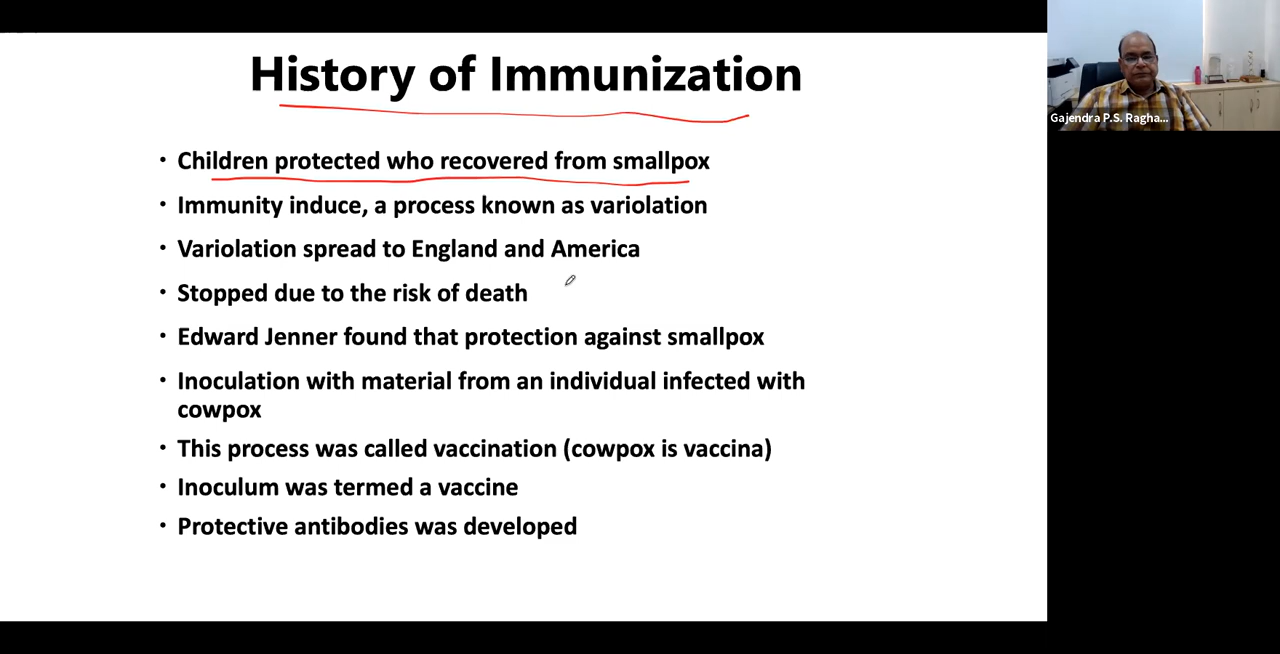 History of Immunization
• Children protected who recovered from smallpox
• Immunity induce, a process known as variolation
• Variolation spread to England and America
• Stopped due to the risk of death
• Edward Jenner found that protection against smallpox
• Inoculation with material from an individual infected with
cowpox
• This process was called vaccination (cowpox is vaccina)
• Inoculum was termed a vaccine
• Protective antibodies was developed
Gajendra P.S. Ragha...